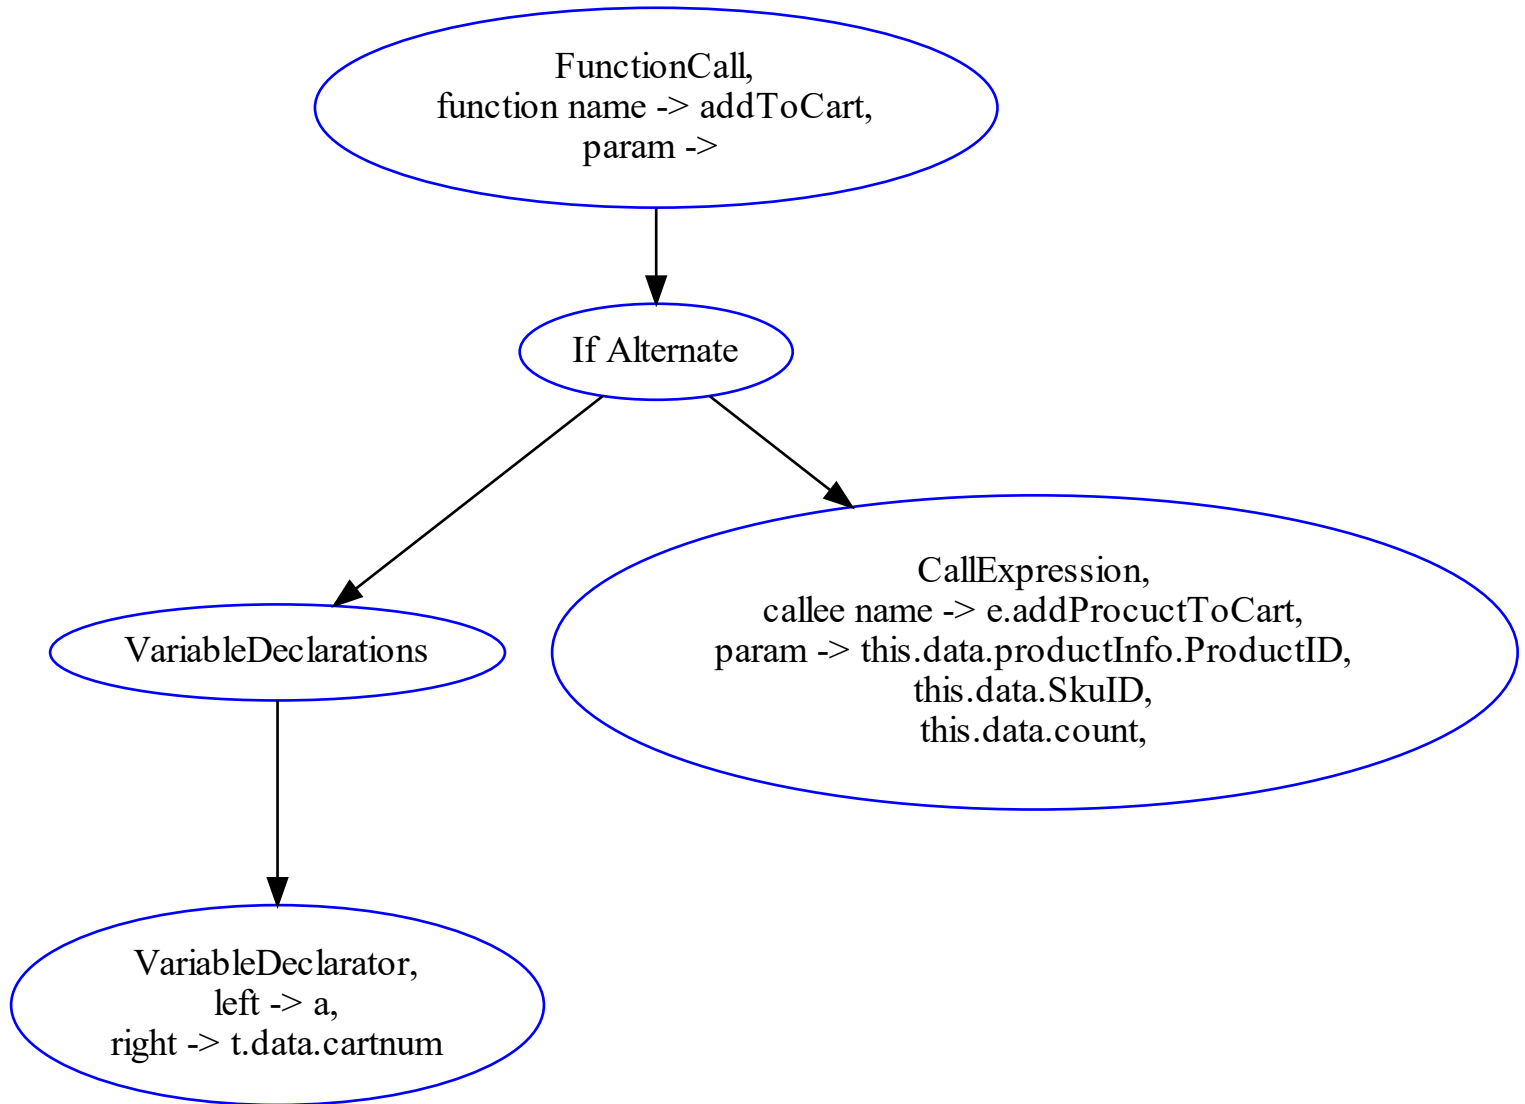 FunctionCall,
function name -> addToCart,
param ->
If Alternate
VariableDeclarations
CallExpression,
callee name -> e.addProcuctToCart,
param -> this.data.productInfo.ProductID,
this.data.SkuID,
this.data.count,
VariableDeclarator,
left -> a,
right -> t.data.cartnum